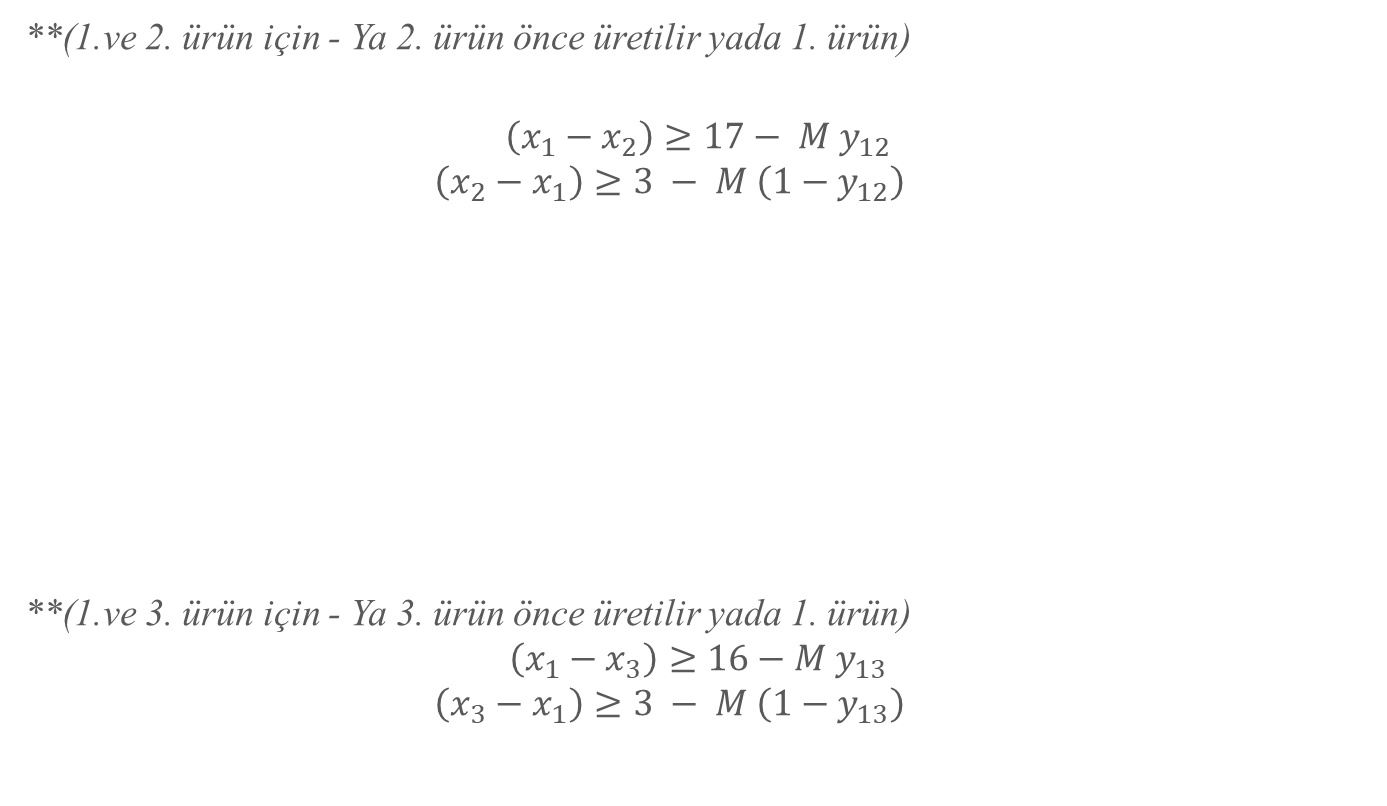 **(1.ve 2. ürün için - Ya 2. ürün önce üretilir yada 1. ürün)
(x₁ − x₂) ≥ 17 − M y₁₂
(x₂ − x₁) ≥ 3 − M (1 − y₁₂)
**(1.ve 3. ürün için - Ya 3. ürün önce üretilir yada 1. ürün)
(x₁ − x₃) ≥ 16 − M y₁₃
(x₃ − x₁) ≥ 3 − M (1 − y₁₃)